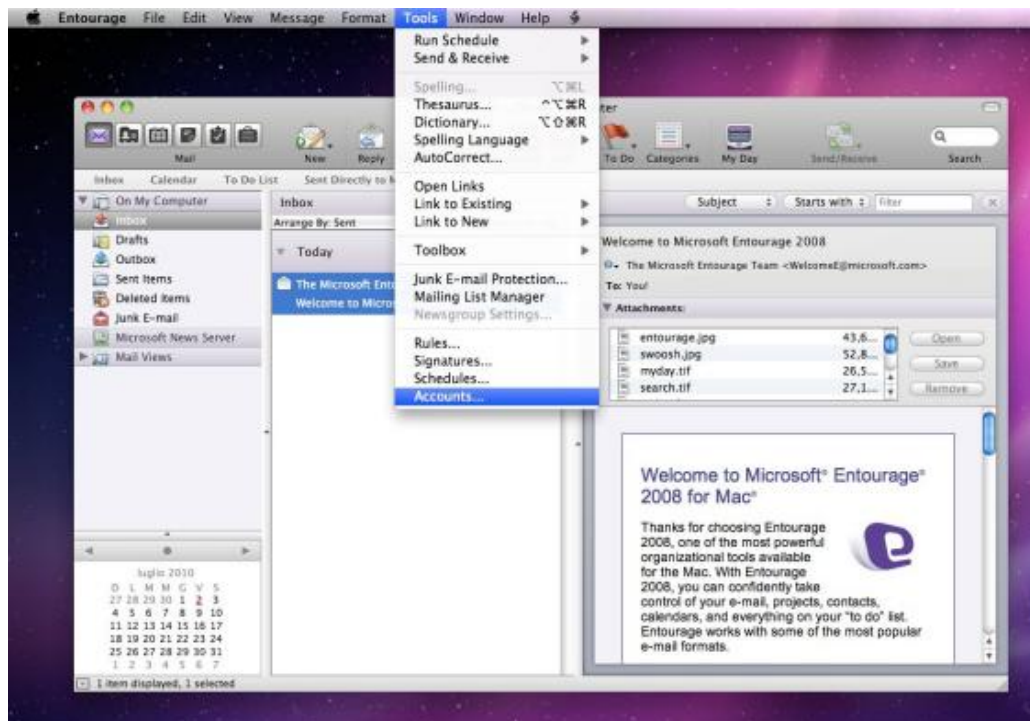 Entourage File Edit View Message Format Tools Window Help
Run Schedule
Send & Receive
Spelling... ⌥⌘L
Thesaurus... ⌃⌥⌘R
Dictionary... ⌥⇧⌘R
Spelling Language
AutoCorrect...
Open Links
Link to Existing
Link to New
Toolbox
Junk E-mail Protection...
Mailing List Manager
Newsgroup Settings...
Rules...
Signatures...
Schedules...
Accounts...
Mail New Reply To Do Categories My Day Send/Receive Search
Inbox Calendar To Do List Sent Directly to
On My Computer
Inbox
Drafts
Outbox
Sent Items
Deleted Items
Junk E-mail
Microsoft News Server
Mail Views
Inbox
Arrange By: Sent
Today
The Microsoft
Welcome to
Subject Starts with Filter
Welcome to Microsoft Entourage 2008
The Microsoft Entourage Team <WelcomeE@microsoft.com>
To: You!
Attachments:
entourage.jpg 43,6...
swoosh.jpg 52,8...
myday.tif 26,5...
search.tif 27,1...
Open
Save
Remove
Welcome to Microsoft® Entourage®
2008 for Mac®
Thanks for choosing Entourage
2008, one of the most powerful
organizational tools available
for the Mac. With Entourage
2008, you can confidently take
control of your e-mail, projects, contacts,
calendars, and everything on your "to do" list.
Entourage works with some of the most popular
e-mail formats.
luglio 2010
D L M M G V S
27 28 29 30 1 2 3
4 5 6 7 8 9 10
11 12 13 14 15 16 17
18 19 20 21 22 23 24
25 26 27 28 29 30 31
1 2 3 4 5 6 7
1 item displayed, 1 selected